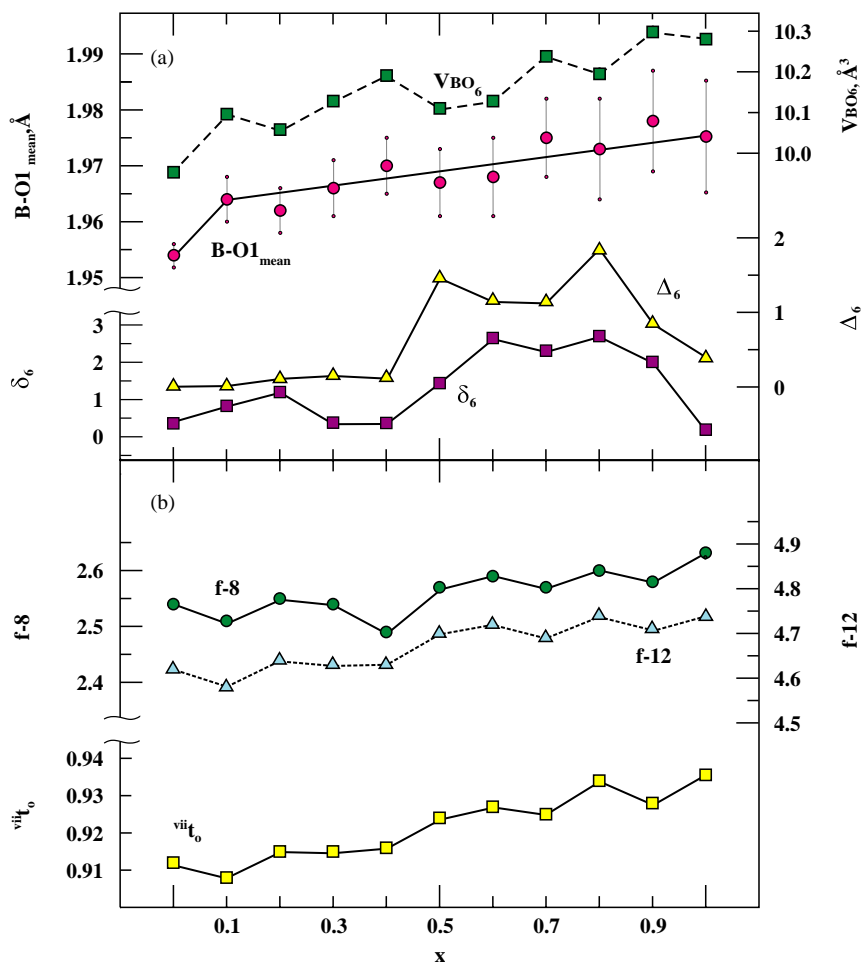 (a)
1.99
1.98
1.97
1.96
1.95
B-O1mean,Å
10.3
10.2
10.1
10.0
VBO6, Å³
VBO6
B-O1mean
3
2
1
0
δ6
2
1
0
Δ6
Δ6
δ6
(b)
2.6
2.5
2.4
f-8
4.9
4.8
4.7
4.6
4.5
f-12
f-8
f-12
0.94
0.93
0.92
0.91
viito
viito
0.1 0.3 0.5 0.7 0.9
x